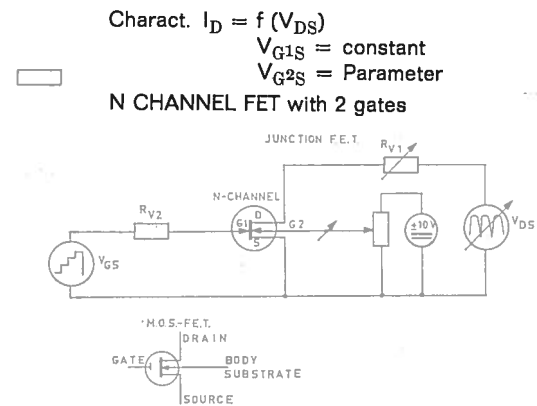 Charact. I_D = f (V_DS)
V_G1S = constant
V_G2S = Parameter
N CHANNEL FET with 2 gates
JUNCTION F.E.T.
R_V1
N-CHANNEL
R_V2
D
G1
G2
S
±10V
V_DS
V_GS
M.O.S.-F.E.T.
DRAIN
GATE
BODY
SUBSTRATE
SOURCE